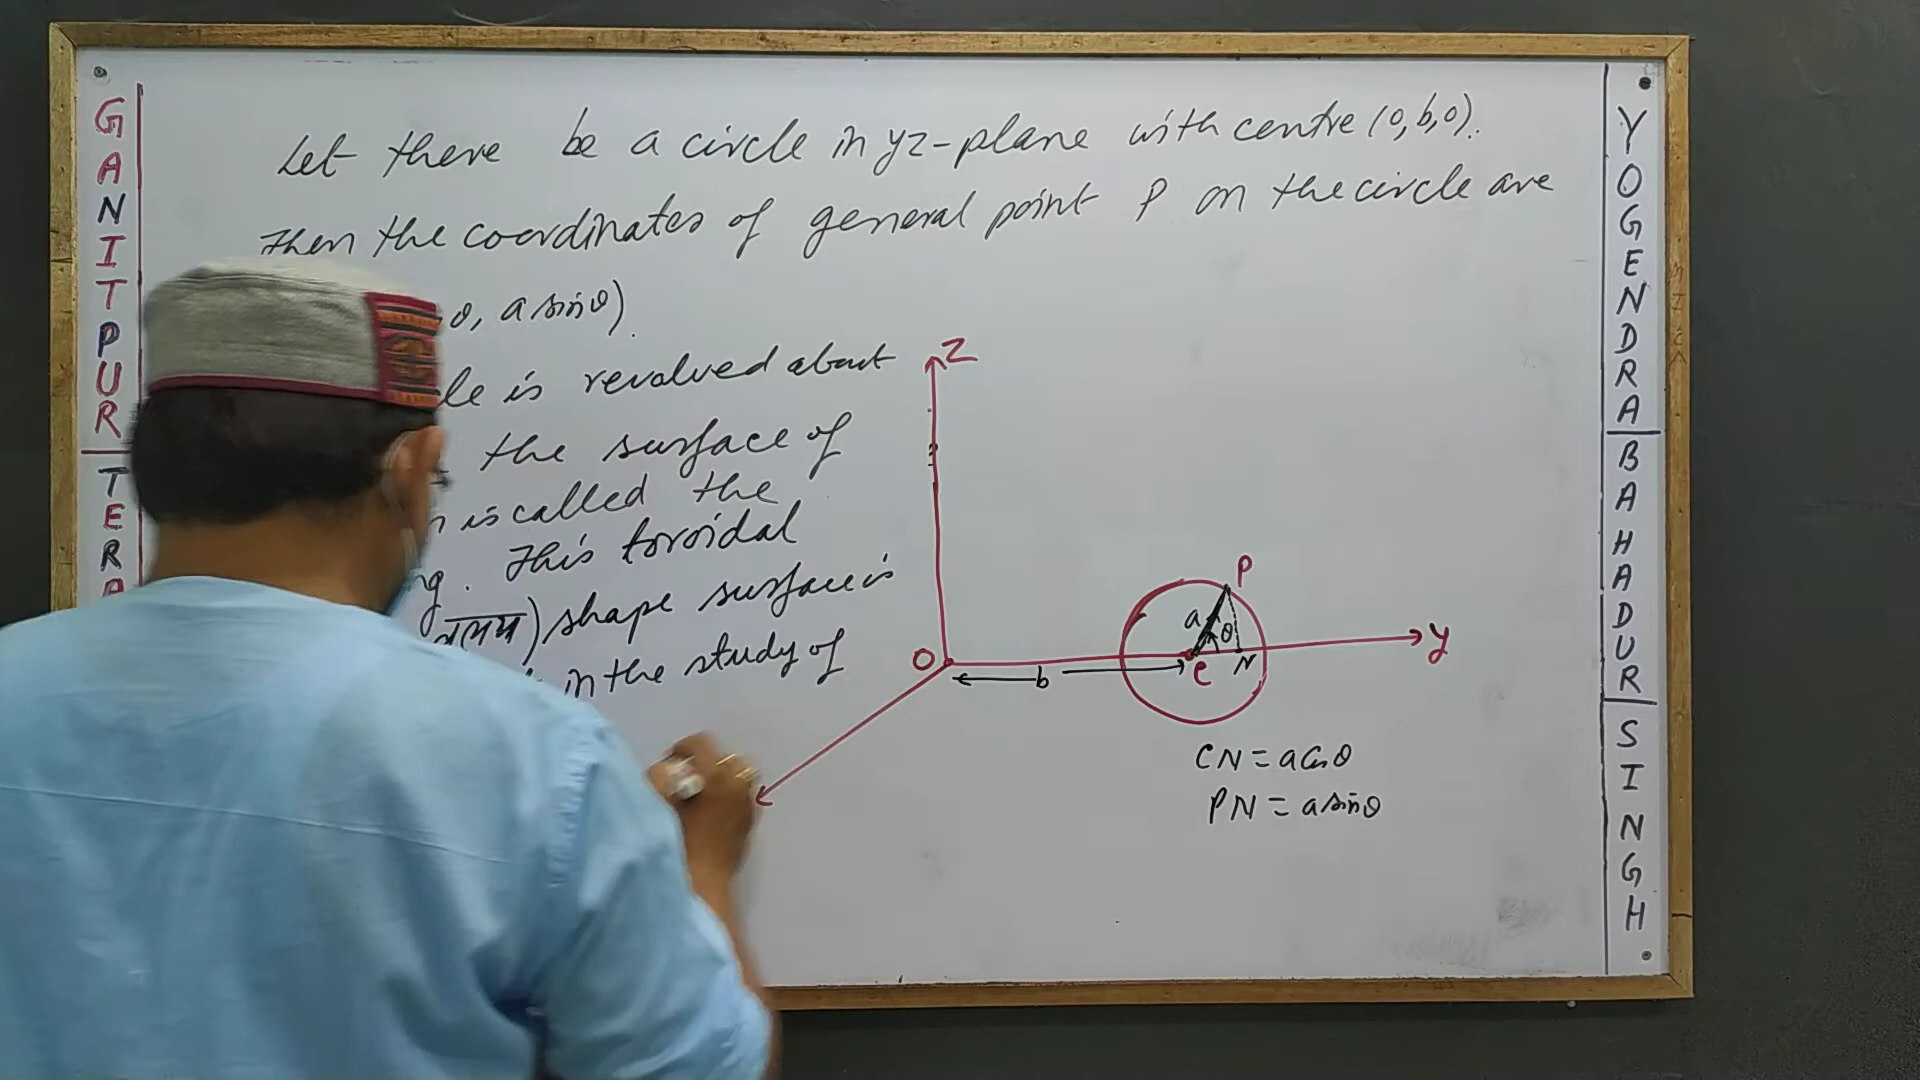 Let there be a circle in yz-plane with centre (0,b,0).
Then the coordinates of general point P on the circle are
θ, a sinθ).
le is revolved about
the surface of
n is called the
ng. This toroidal
) shape surface is
in the study of
Z
O
b
C
N
a
θ
P
y
CN = a Cosθ
PN = a sinθ
GANITPUR
TERA
YOGENDRA
BAHADUR
SINGH